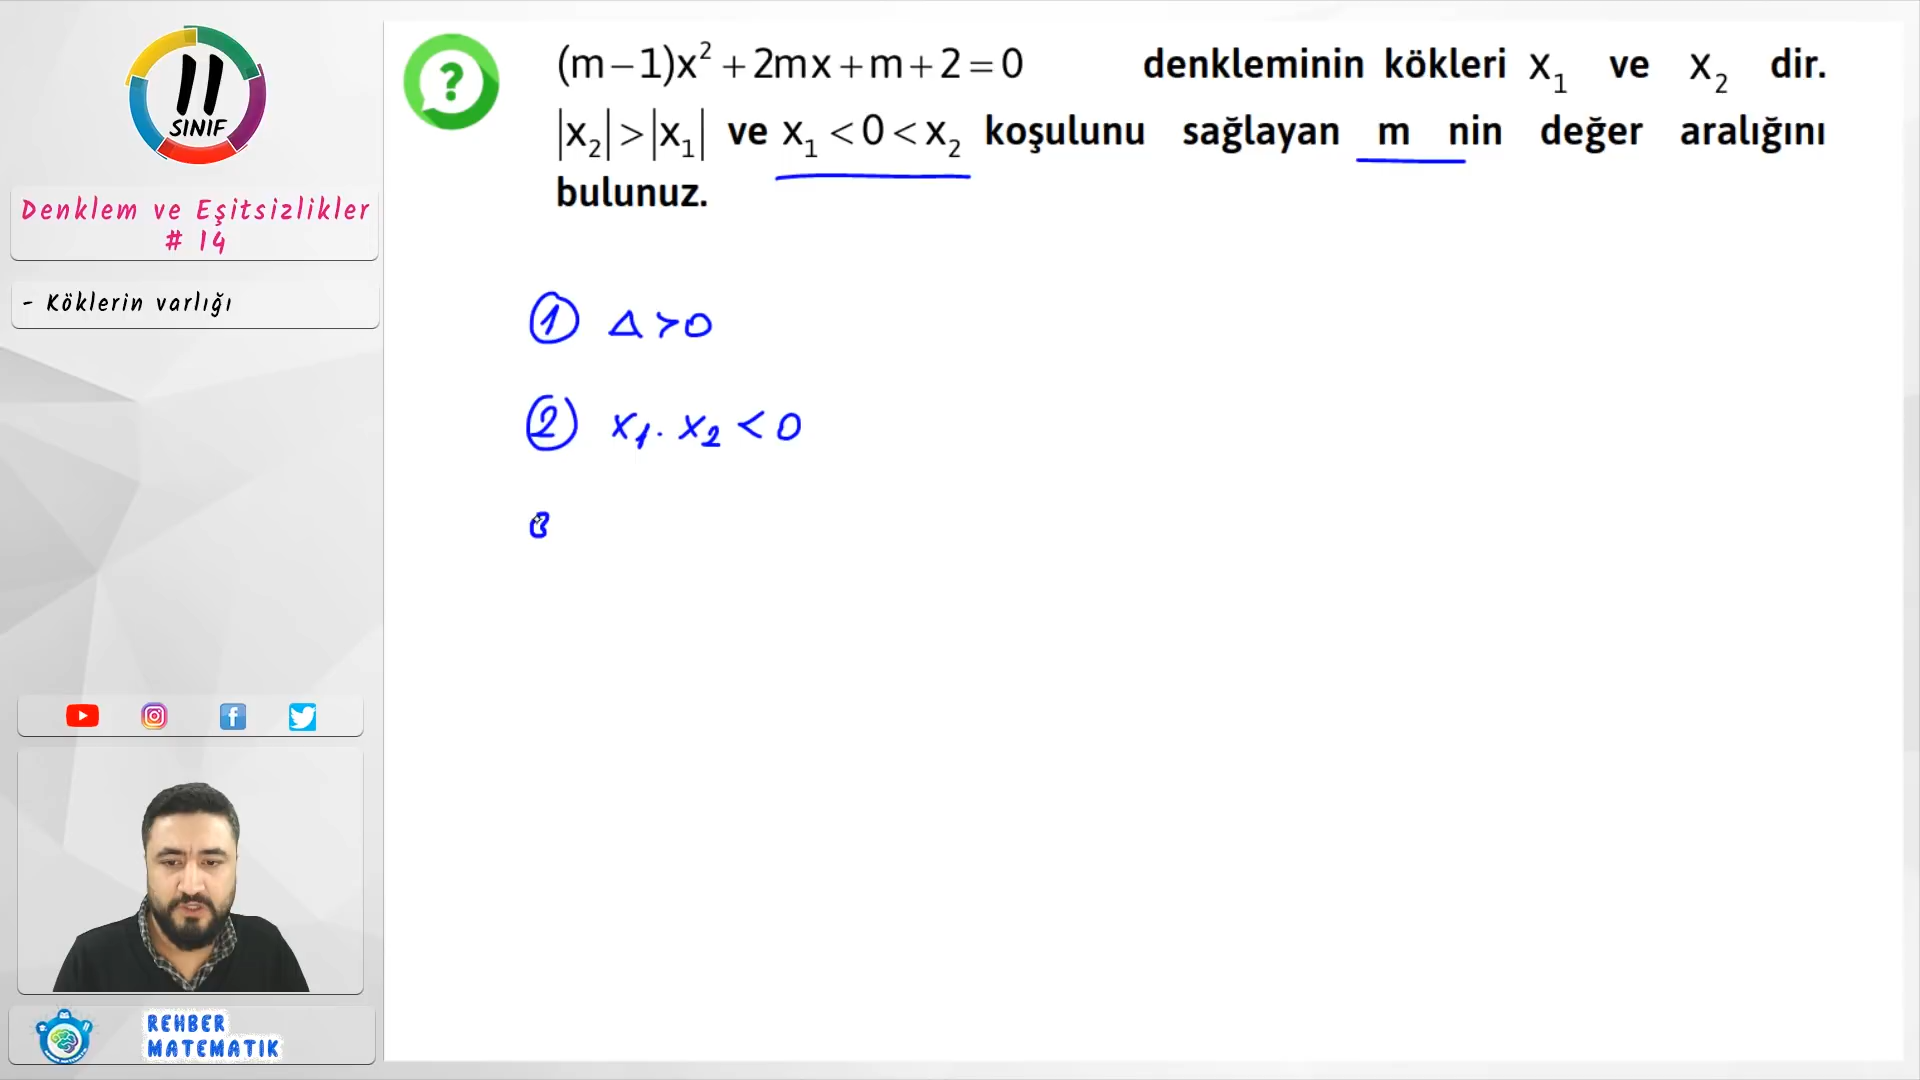 11
SINIF
Denklem ve Eşitsizlikler
# 14
- Köklerin varlığı
?
(m-1)x² + 2mx + m + 2 = 0 denkleminin kökleri x₁ ve x₂ dir.
|x₂| > |x₁| ve x₁ < 0 < x₂ koşulunu sağlayan m nin değer aralığını
bulunuz.
① Δ > 0
② x₁ . x₂ < 0
REHBER
MATEMATİK